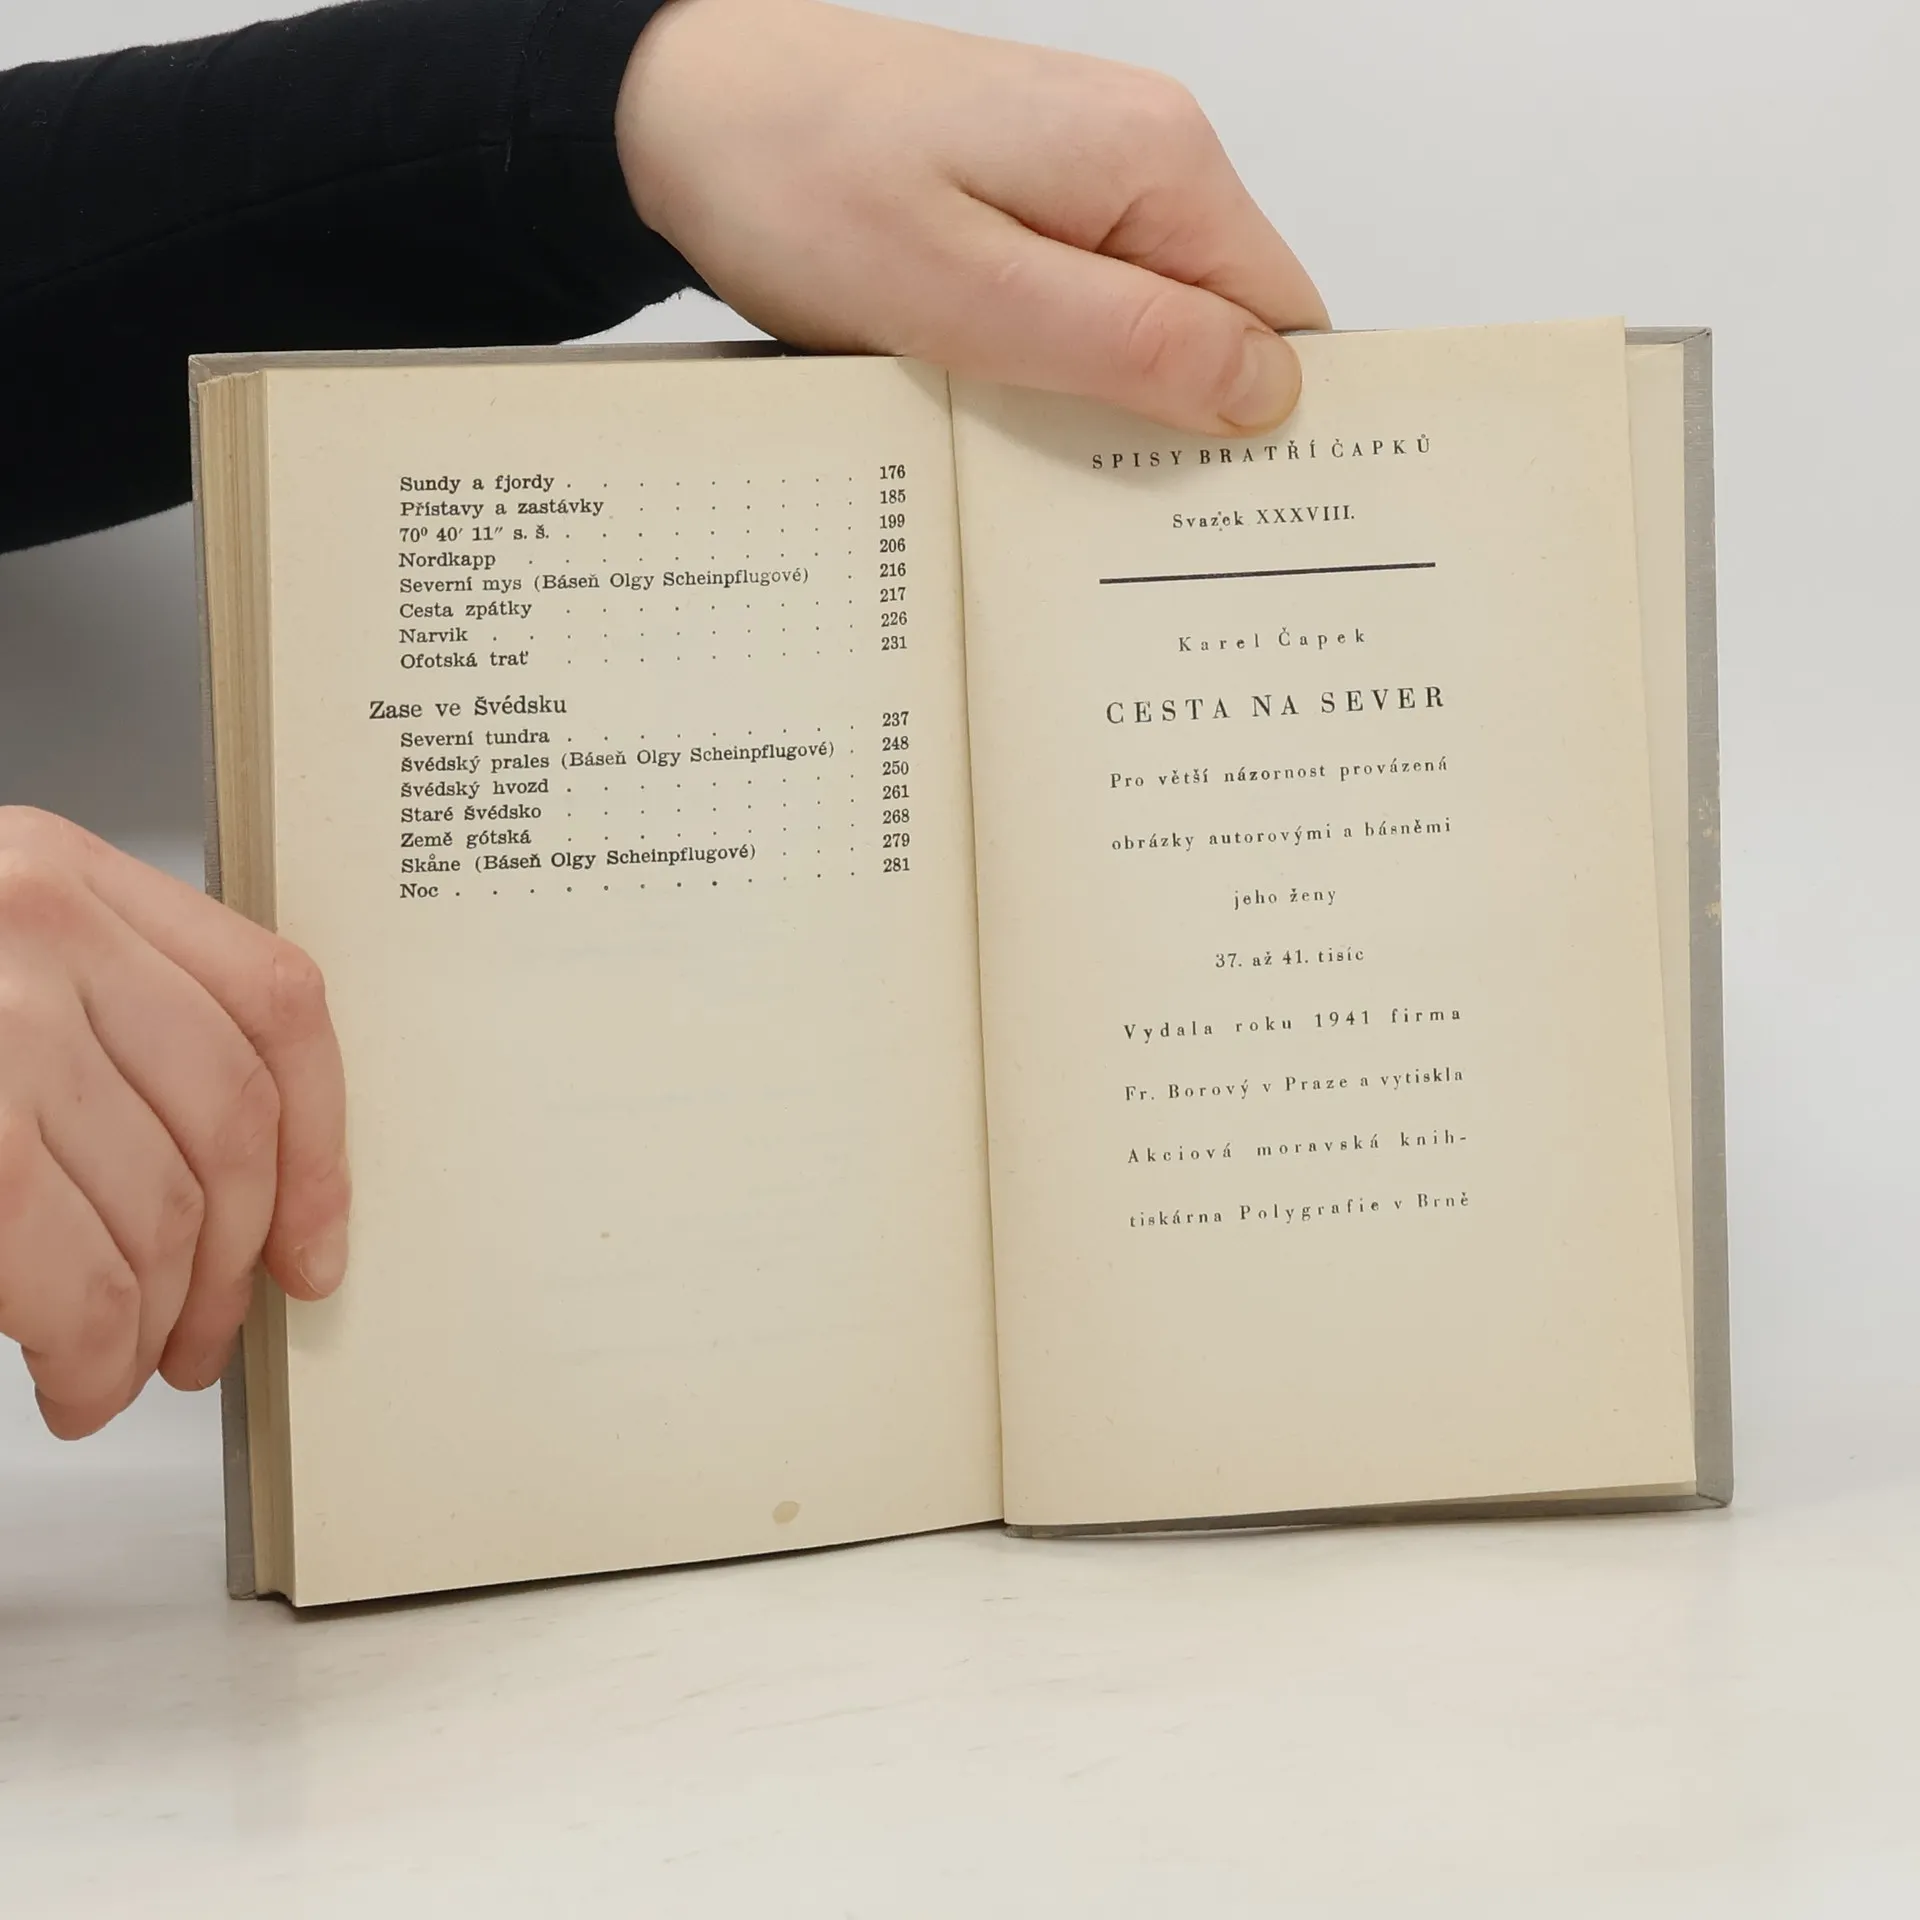 Sundy a fjordy . . . . . . . . . 176
Přístavy a zastávky . . . . . . . 185
70⁰ 40′ 11″ s. š. . . . . . . . . . 199
Nordkapp . . . . . . . . . . 206
Severní mys (Báseň Olgy Scheinpflugové) . 216
Cesta zpátky . . . . . . . . . 217
Narvik . . . . . . . . . . . 226
Ofotská trať . . . . . . . . . 231
Zase ve Švédsku
Severní tundra . . . . . . . . . 237
Švédský prales (Báseň Olgy Scheinpflugové) . 248
Švédský hvozd . . . . . . . . . 250
Staré Švédsko . . . . . . . . . 261
Země gótská . . . . . . . . . 268
Skåne (Báseň Olgy Scheinpflugové) . . . 279
Noc . . . . . . . . . . . . 281
SPISY BRATŘÍ ČAPKŮ
Svazek XXXVIII.
Karel Čapek
CESTA NA SEVER
Pro větší názornost provázená
obrázky autorovými a básněmi
jeho ženy
37. až 41. tisíc
Vydala roku 1941 firma
Fr. Borový v Praze a vytiskla
Akciová moravská knih-
tiskárna Polygrafie v Brně